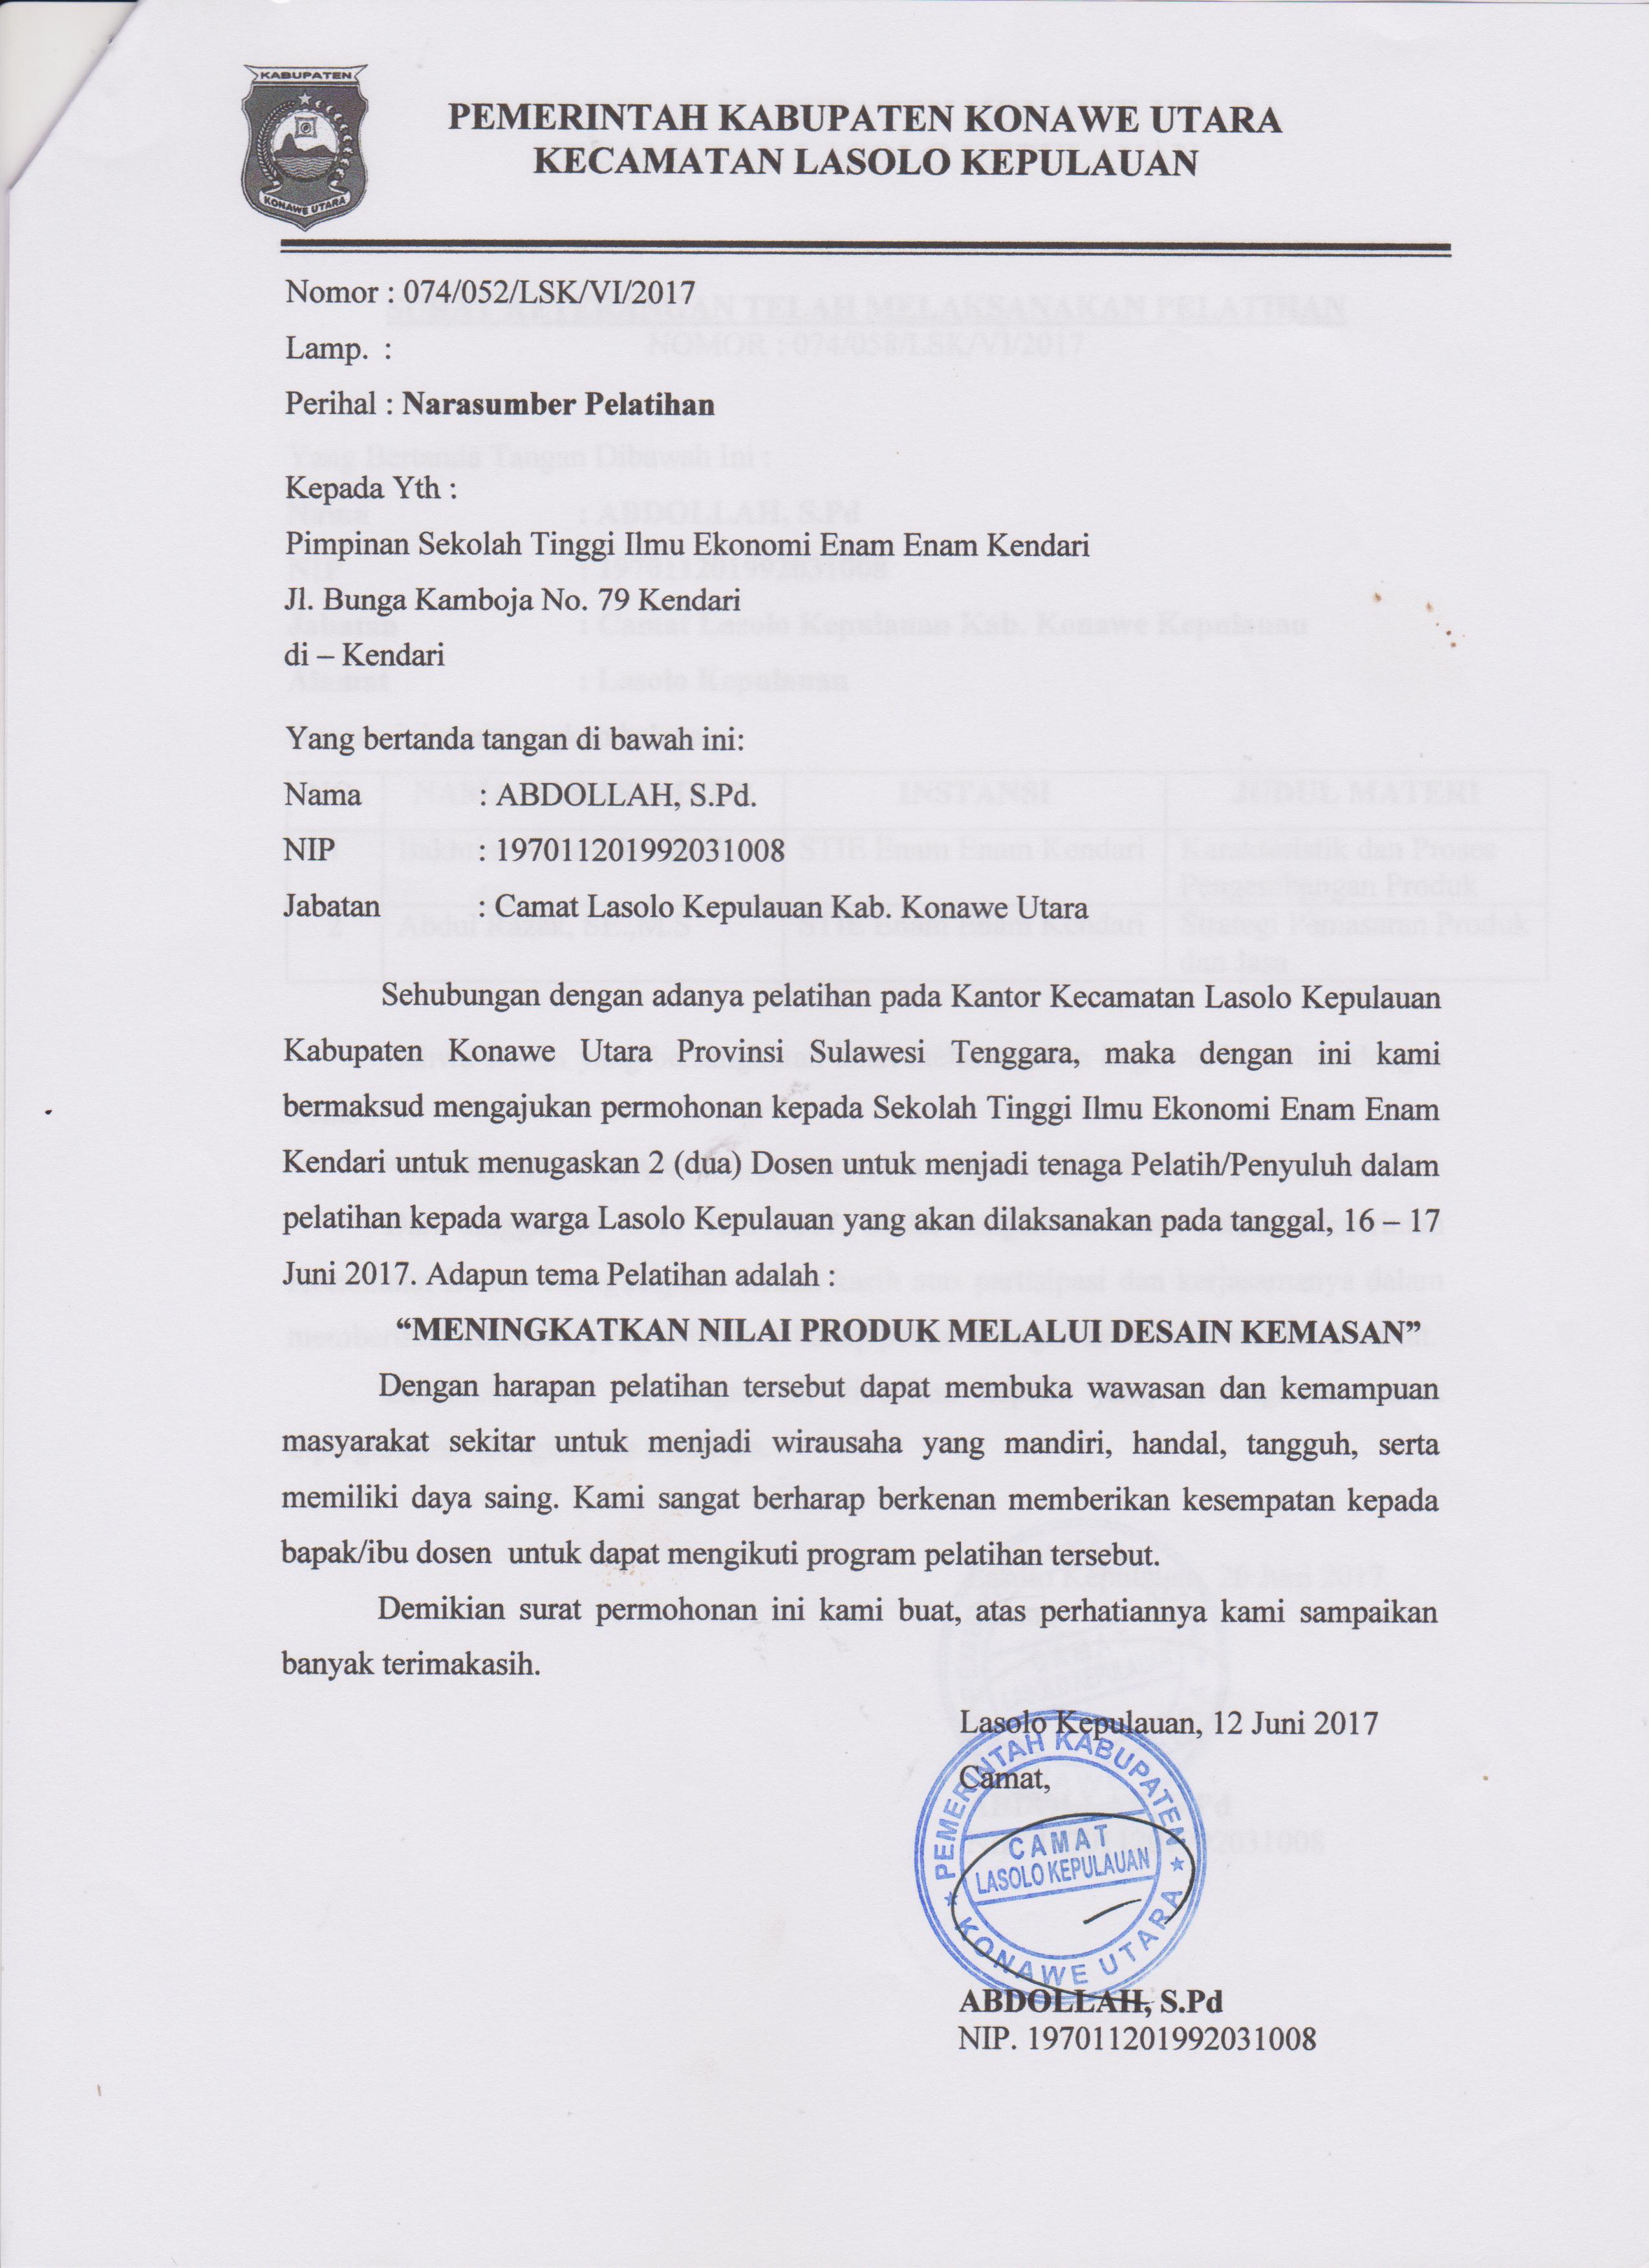 KABUPATEN
KONAWE UTARA
PEMERINTAH KABUPATEN KONAWE UTARA
KECAMATAN LASOLO KEPULAUAN
Nomor : 074/052/LSK/VI/2017
Lamp. :
Perihal : Narasumber Pelatihan
Kepada Yth :
Pimpinan Sekolah Tinggi Ilmu Ekonomi Enam Enam Kendari
Jl. Bunga Kamboja No. 79 Kendari
di – Kendari
Yang bertanda tangan di bawah ini:
Nama : ABDOLLAH, S.Pd.
NIP : 197011201992031008
Jabatan : Camat Lasolo Kepulauan Kab. Konawe Utara
Sehubungan dengan adanya pelatihan pada Kantor Kecamatan Lasolo Kepulauan
Kabupaten Konawe Utara Provinsi Sulawesi Tenggara, maka dengan ini kami
bermaksud mengajukan permohonan kepada Sekolah Tinggi Ilmu Ekonomi Enam Enam
Kendari untuk menugaskan 2 (dua) Dosen untuk menjadi tenaga Pelatih/Penyuluh dalam
pelatihan kepada warga Lasolo Kepulauan yang akan dilaksanakan pada tanggal, 16 – 17
Juni 2017. Adapun tema Pelatihan adalah :
“MENINGKATKAN NILAI PRODUK MELALUI DESAIN KEMASAN”
Dengan harapan pelatihan tersebut dapat membuka wawasan dan kemampuan
masyarakat sekitar untuk menjadi wirausaha yang mandiri, handal, tangguh, serta
memiliki daya saing. Kami sangat berharap berkenan memberikan kesempatan kepada
bapak/ibu dosen untuk dapat mengikuti program pelatihan tersebut.
Demikian surat permohonan ini kami buat, atas perhatiannya kami sampaikan
banyak terimakasih.
Lasolo Kepulauan, 12 Juni 2017
Camat,
PEMERINTAH KABUPATEN
CAMAT
LASOLO KEPULAUAN
KONAWE UTARA
ABDOLLAH, S.Pd
NIP. 197011201992031008